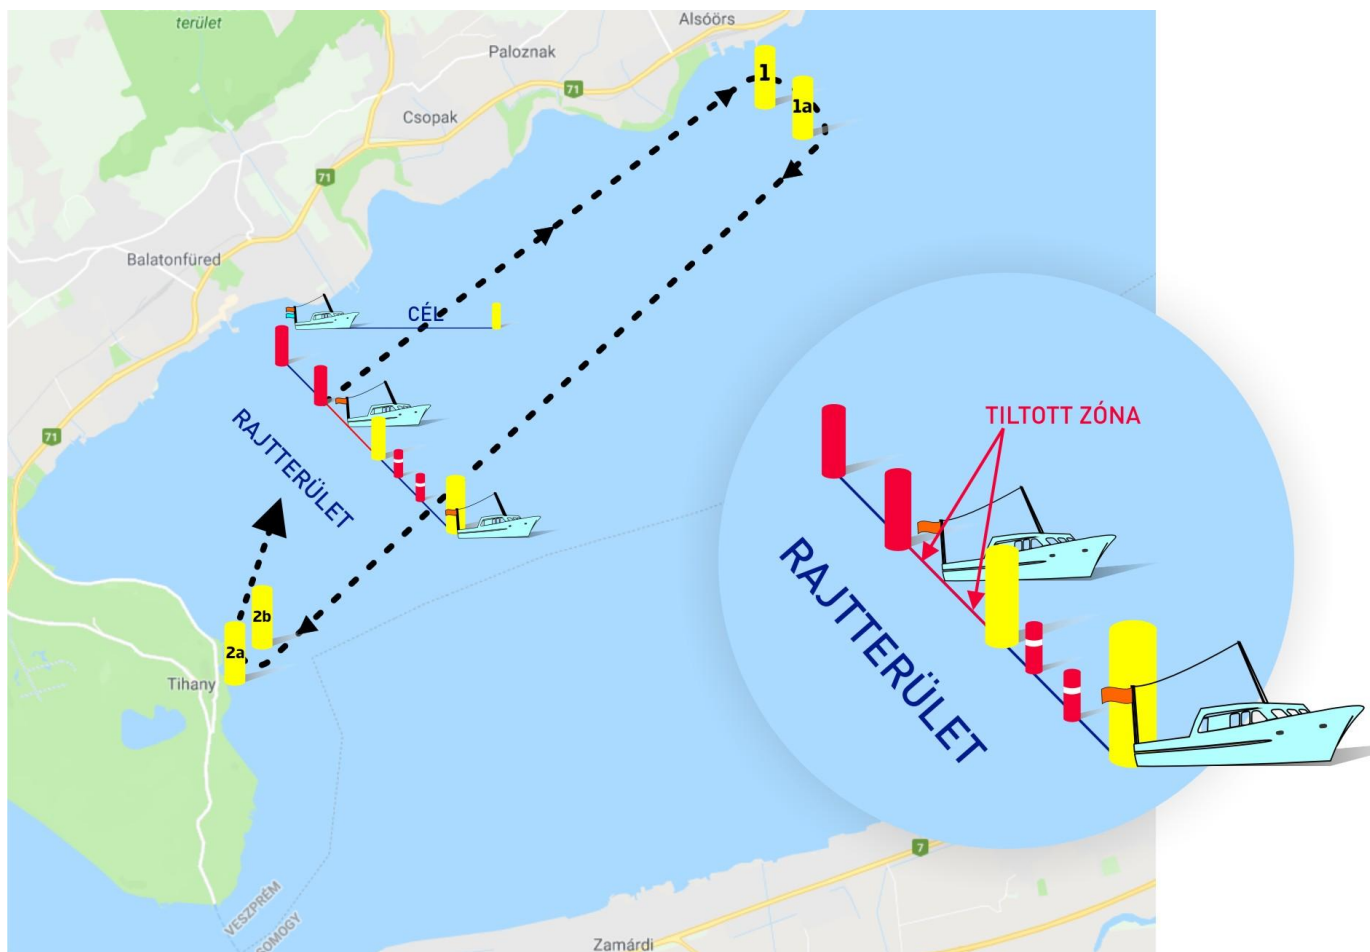 terület
Alsóörs
Paloznak
1
71
1a
Csopak
71
Balatonfüred
CÉL
RAJTTERÜLET
71
TILTOTT ZÓNA
RAJTTERÜLET
2b
2a
Tihany
7
VESZPRÉM
SOMOGY
Zamárdi